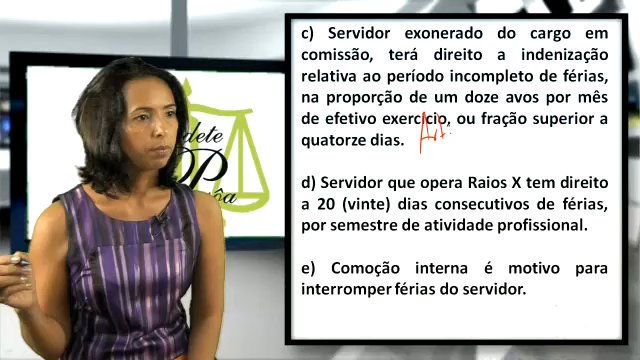 c) Servidor exonerado do cargo em
comissão, terá direito a indenização
relativa ao período incompleto de férias,
na proporção de um doze avos por mês
de efetivo exercício, ou fração superior a
quatorze dias.
Art.
d) Servidor que opera Raios X tem direito
a 20 (vinte) dias consecutivos de férias,
por semestre de atividade profissional.
e) Comoção interna é motivo para
interromper férias do servidor.